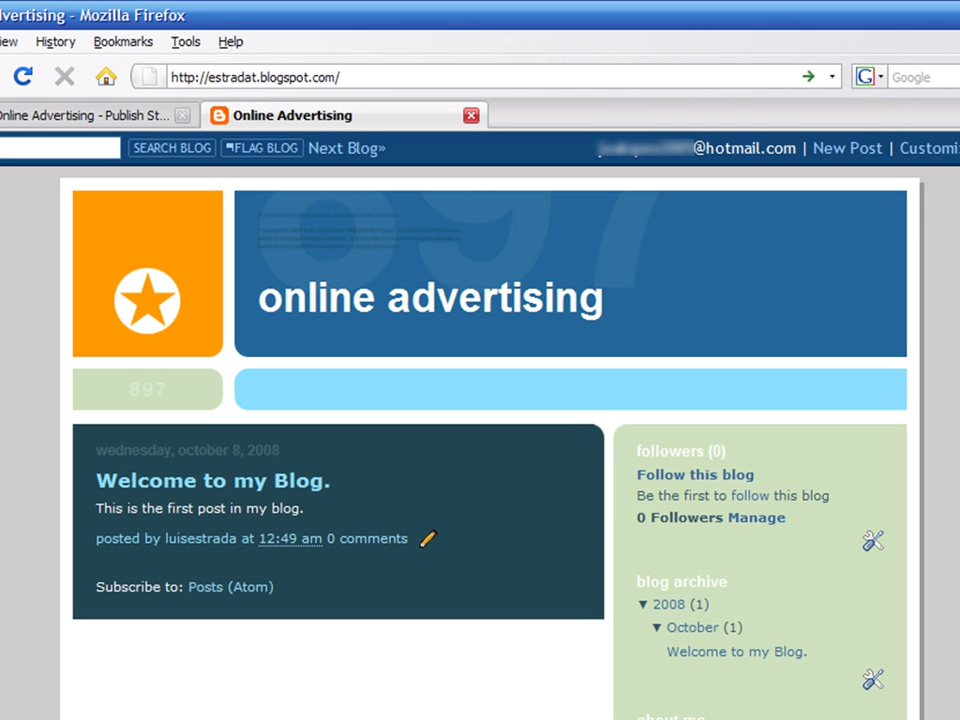 dvertising - Mozilla Firefox
iew History Bookmarks Tools Help
http://estradat.blogspot.com/ G Google
Online Advertising - Publish St... Online Advertising
SEARCH BLOG FLAG BLOG Next Blog» @hotmail.com | New Post | Customi
897
online advertising
897
wednesday, october 8, 2008
Welcome to my Blog.
This is the first post in my blog.
posted by luisestrada at 12:49 am 0 comments
Subscribe to: Posts (Atom)
followers (0)
Follow this blog
Be the first to follow this blog
0 Followers Manage
blog archive
▼ 2008 (1)
▼ October (1)
Welcome to my Blog.
about me